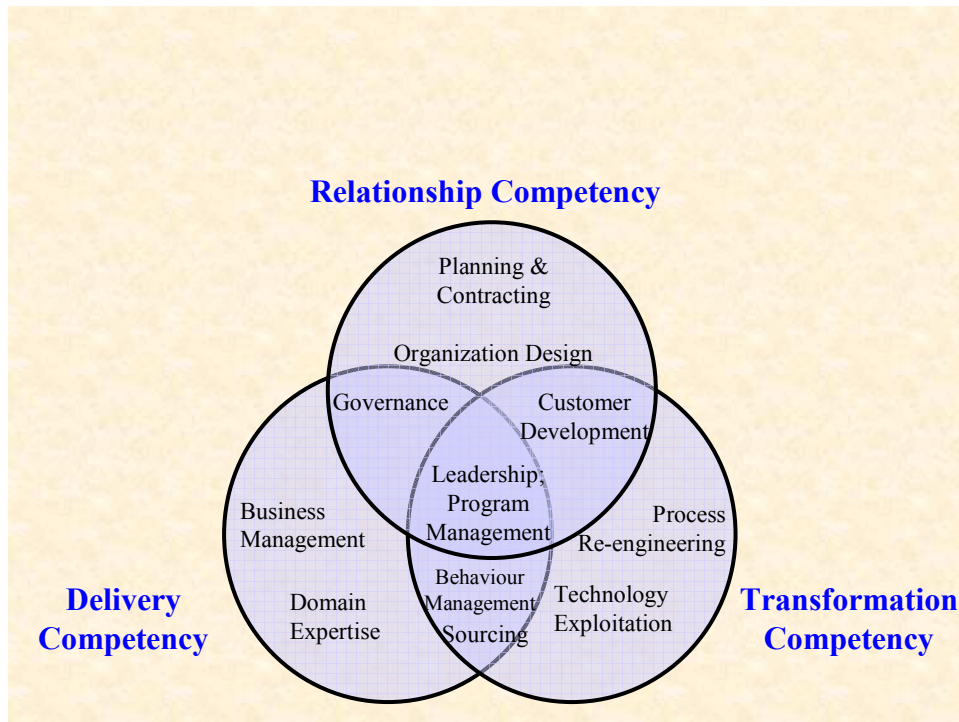 Relationship Competency
Planning &
Contracting
Organization Design
Governance
Customer
Development
Leadership;
Program
Management
Business
Management
Process
Re-engineering
Behaviour
Management
Sourcing
Domain
Expertise
Technology
Exploitation
Delivery
Competency
Transformation
Competency